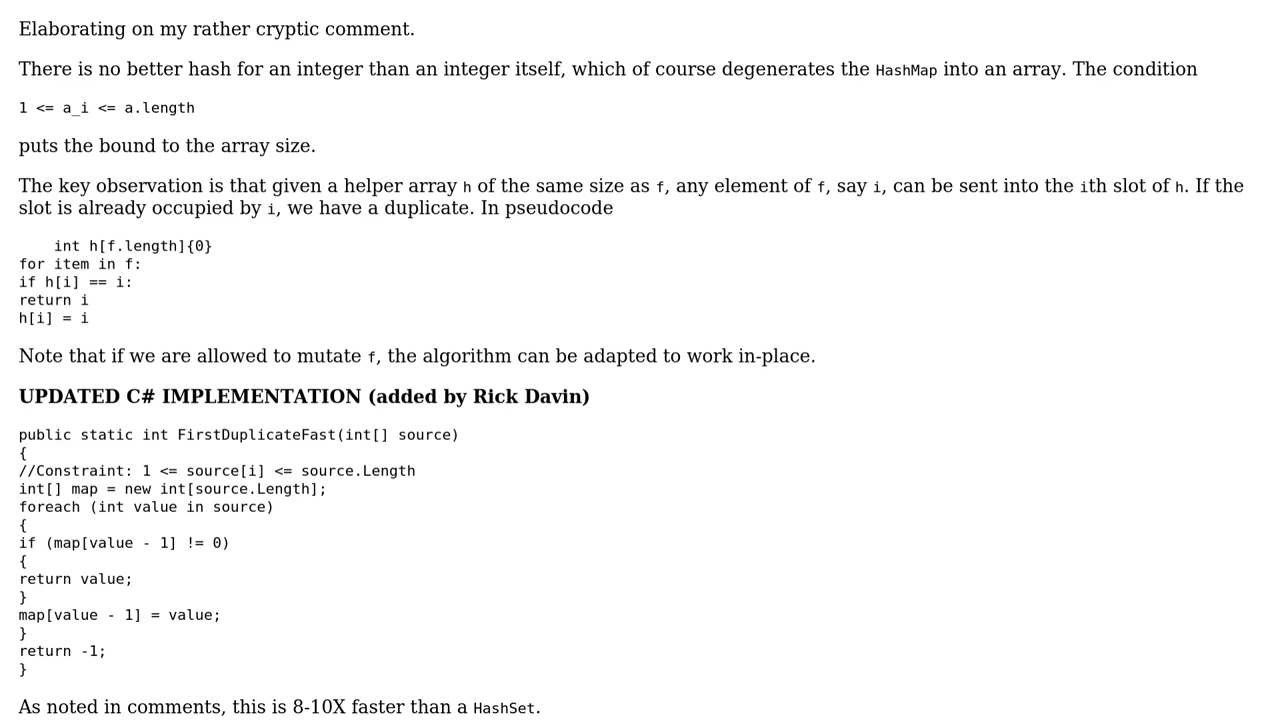 Elaborating on my rather cryptic comment.
There is no better hash for an integer than an integer itself, which of course degenerates the HashMap into an array. The condition
1 <= a_i <= a.length
puts the bound to the array size.
The key observation is that given a helper array h of the same size as f, any element of f, say i, can be sent into the ith slot of h. If the
slot is already occupied by i, we have a duplicate. In pseudocode
    int h[f.length]{0}
for item in f:
if h[i] == i:
return i
h[i] = i
Note that if we are allowed to mutate f, the algorithm can be adapted to work in-place.
UPDATED C# IMPLEMENTATION (added by Rick Davin)
public static int FirstDuplicateFast(int[] source)
{
//Constraint: 1 <= source[i] <= source.Length
int[] map = new int[source.Length];
foreach (int value in source)
{
if (map[value - 1] != 0)
{
return value;
}
map[value - 1] = value;
}
return -1;
}
As noted in comments, this is 8-10X faster than a HashSet.